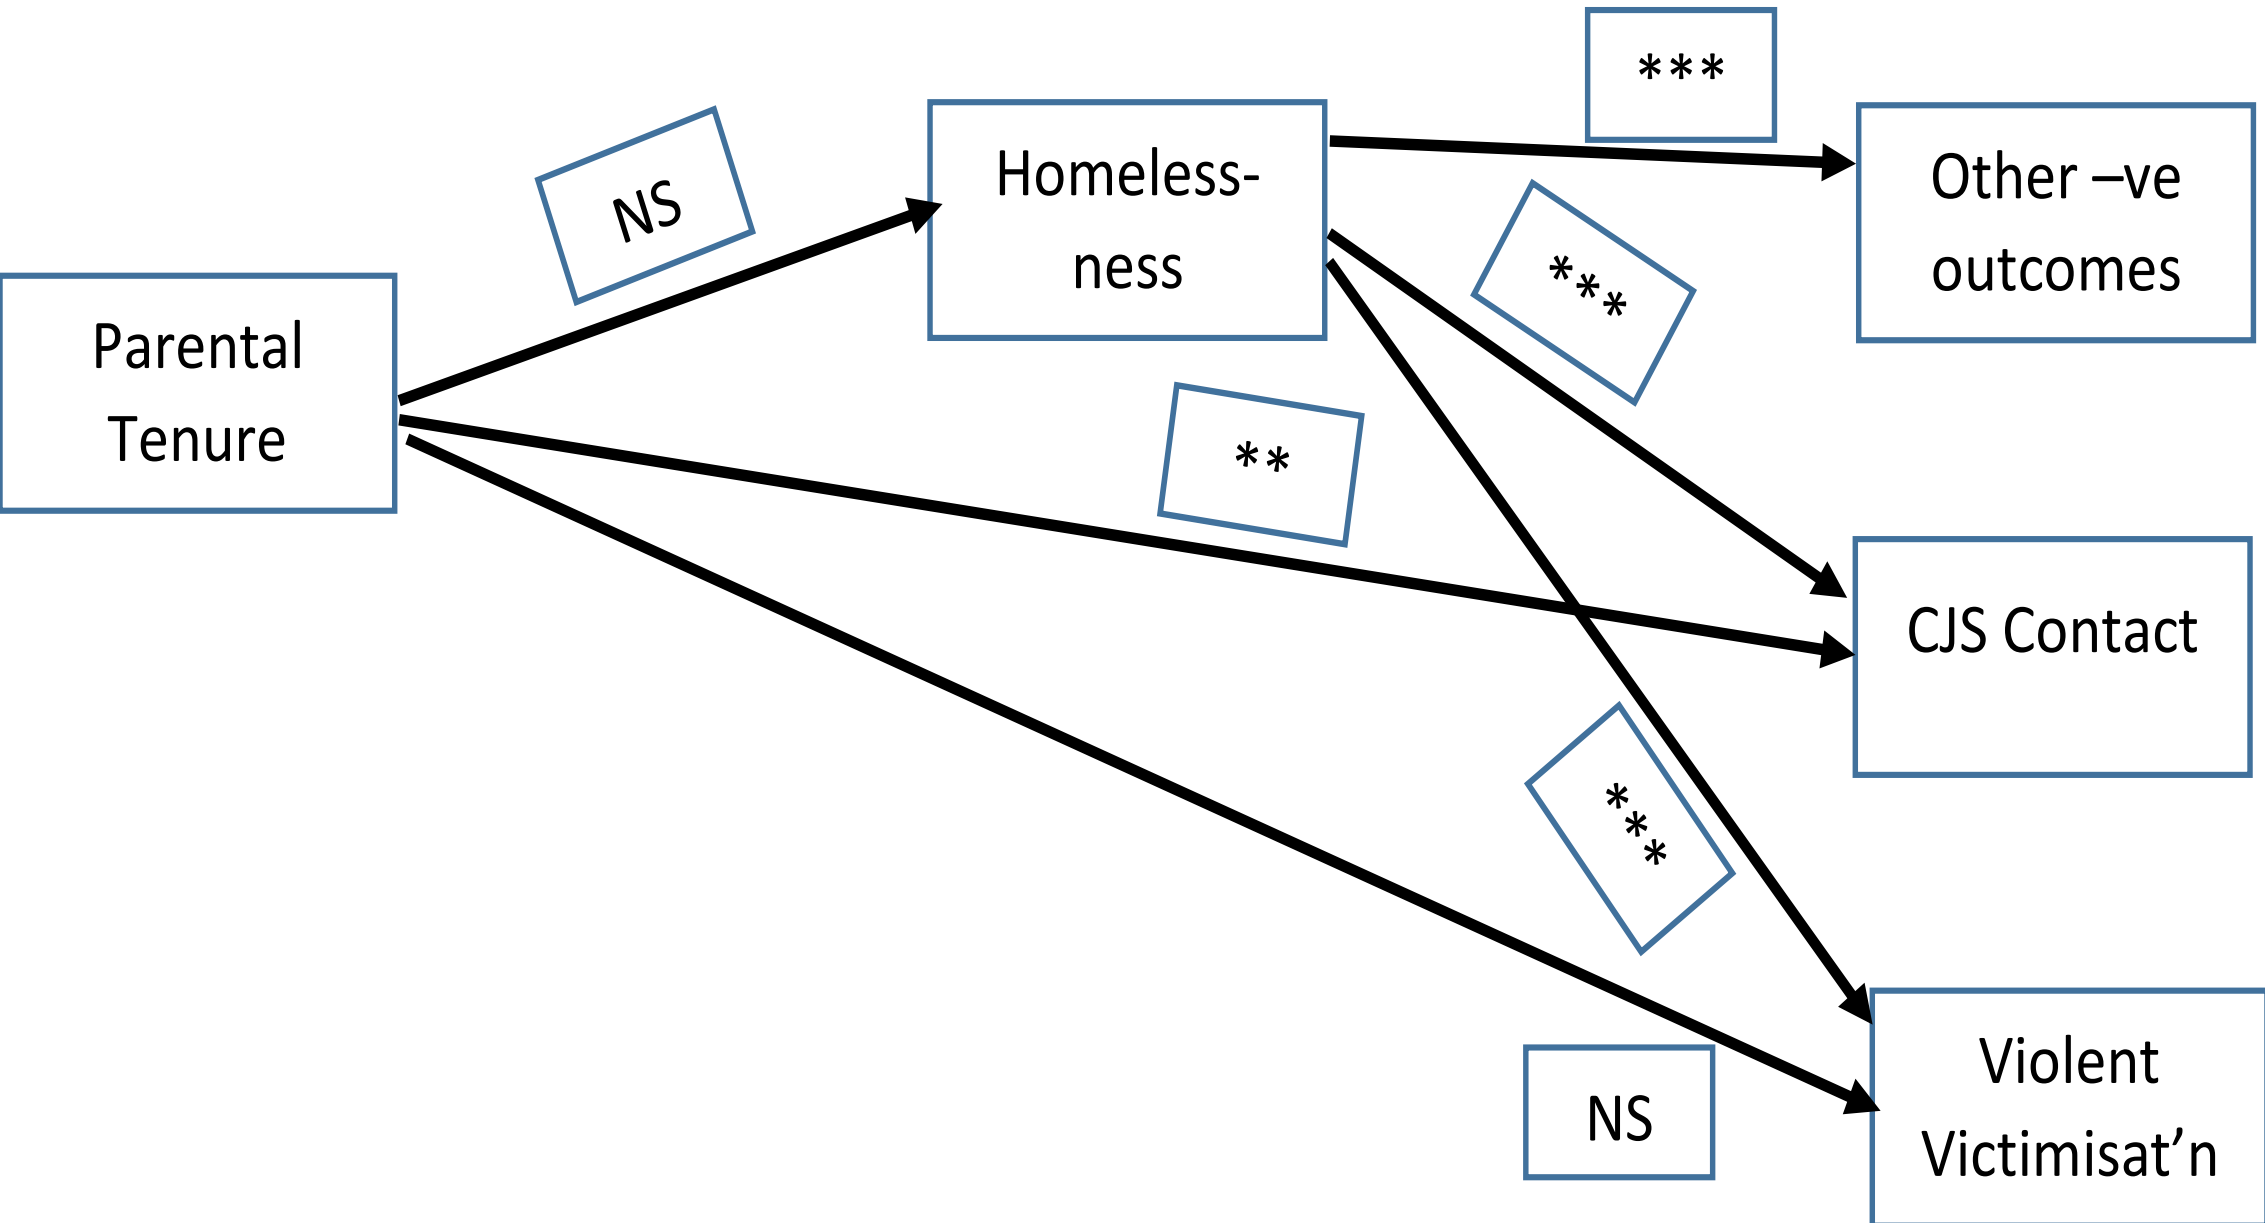 ***
NS
Homeless-
ness
Other –ve
outcomes
***
Parental
Tenure
**
CJS Contact
***
NS
Violent
Victimisat’n